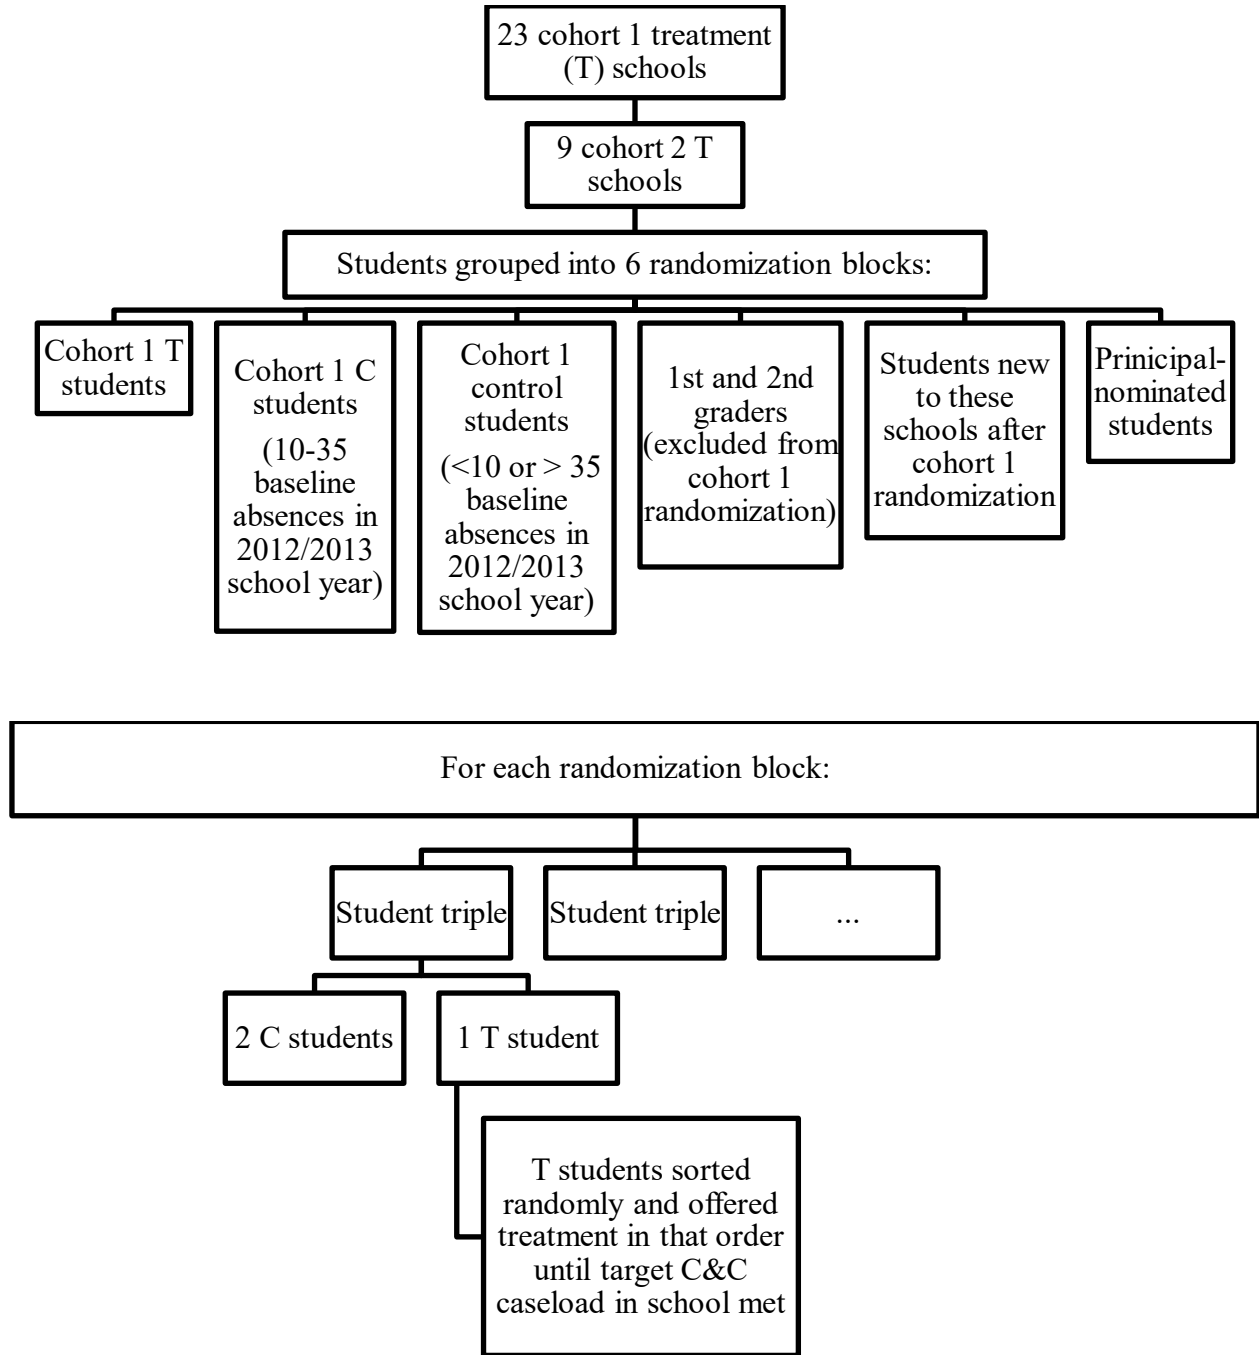 23 cohort 1 treatment
(T) schools
9 cohort 2 T
schools
Students grouped into 6 randomization blocks:
Cohort 1 T
students
Cohort 1 C
students
(10-35
baseline
absences in
2012/2013
school year)
Cohort 1
control
students
(<10 or > 35
baseline
absences in
2012/2013
school year)
1st and 2nd
graders
(excluded from
cohort 1
randomization)
Students new
to these
schools after
cohort 1
randomization
Prinicipal-
nominated
students
For each randomization block:
Student triple
Student triple
...
2 C students
1 T student
T students sorted
randomly and offered
treatment in that order
until target C&C
caseload in school met